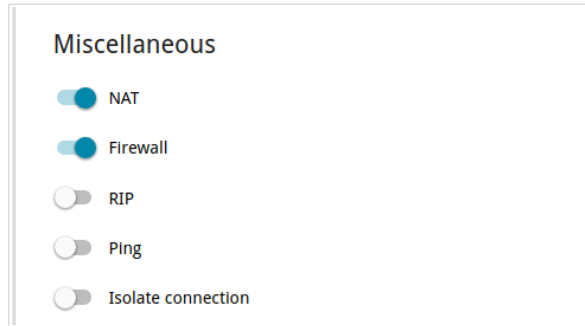 Miscellaneous
NAT
Firewall
RIP
Ping
Isolate connection